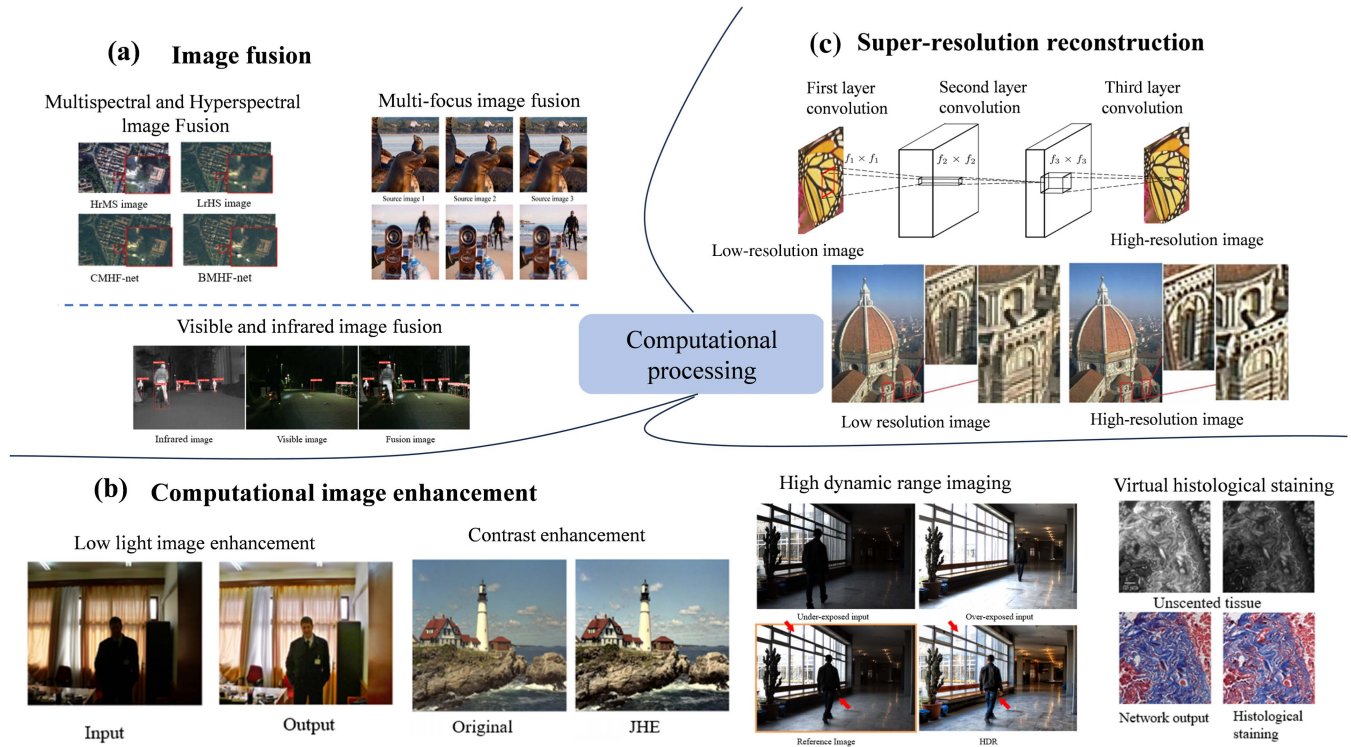 (a) Image fusion
Multispectral and Hyperspectral
lmage Fusion
HrMS image
LrHS image
CMHF-net
BMHF-net
Multi-focus image fusion
Source image 1
Source image 2
Source image 3
Visible and infrared image fusion
Infrared image
Visible image
Fusion image
Computational
processing
(c) Super-resolution reconstruction
First layer
convolution
Second layer
convolution
Third layer
convolution
f₁ × f₁
f₂ × f₂
f₃ × f₃
Low-resolution image
High-resolution image
Low resolution image
High-resolution image
(b) Computational image enhancement
Low light image enhancement
Input
Output
Contrast enhancement
Original
JHE
High dynamic range imaging
Under-exposed input
Over-exposed input
Reference Image
HDR
Virtual histological staining
Unscented tissue
Network output
Histological
staining